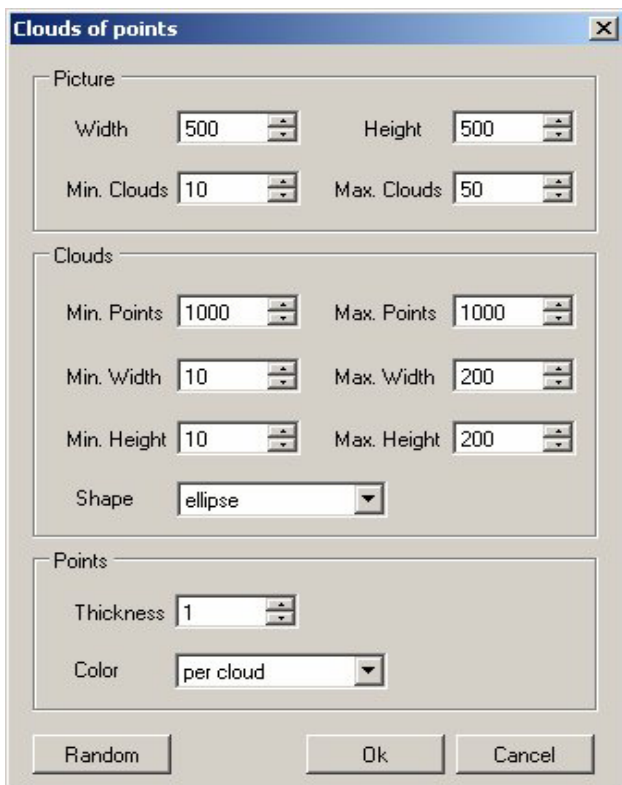 Clouds of points
Picture
Width 500 Height 500
Min. Clouds 10 Max. Clouds 50
Clouds
Min. Points 1000 Max. Points 1000
Min. Width 10 Max. Width 200
Min. Height 10 Max. Height 200
Shape ellipse
Points
Thickness 1
Color per cloud
Random Ok Cancel